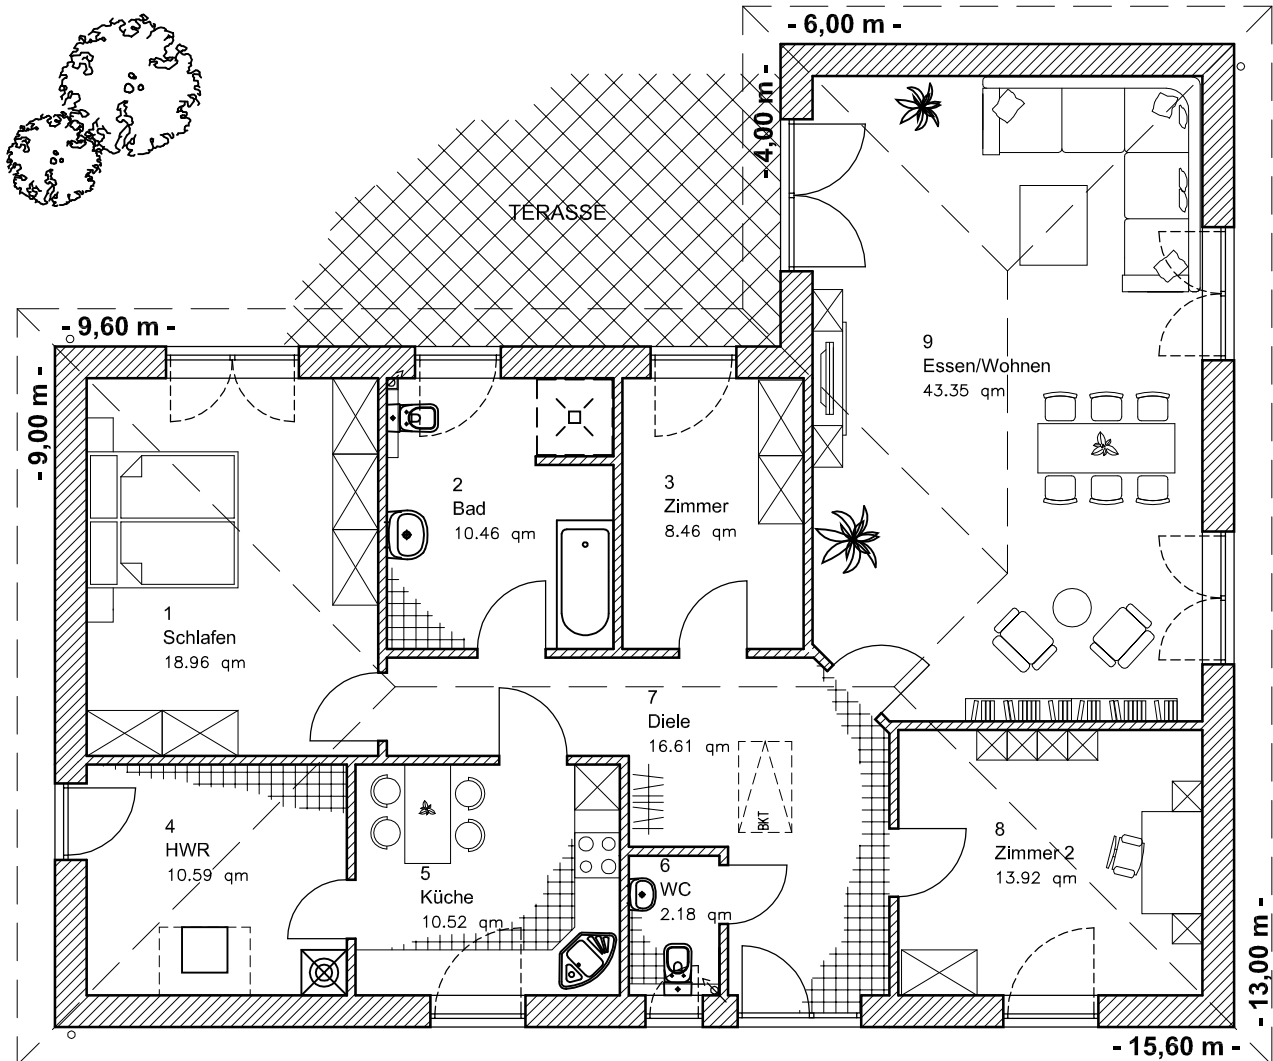 - 6,00 m -
- 4,00 m -
TERASSE
- 9,60 m -
- 9,00 m -
9
Essen/Wohnen
43.35 qm
2
Bad
10.46 qm
3
Zimmer
8.46 qm
1
Schlafen
18.96 qm
7
Diele
16.61 qm
BKT
4
HWR
10.59 qm
5
Küche
10.52 qm
6
WC
2.18 qm
8
Zimmer 2
13.92 qm
- 13,00 m -
- 15,60 m -